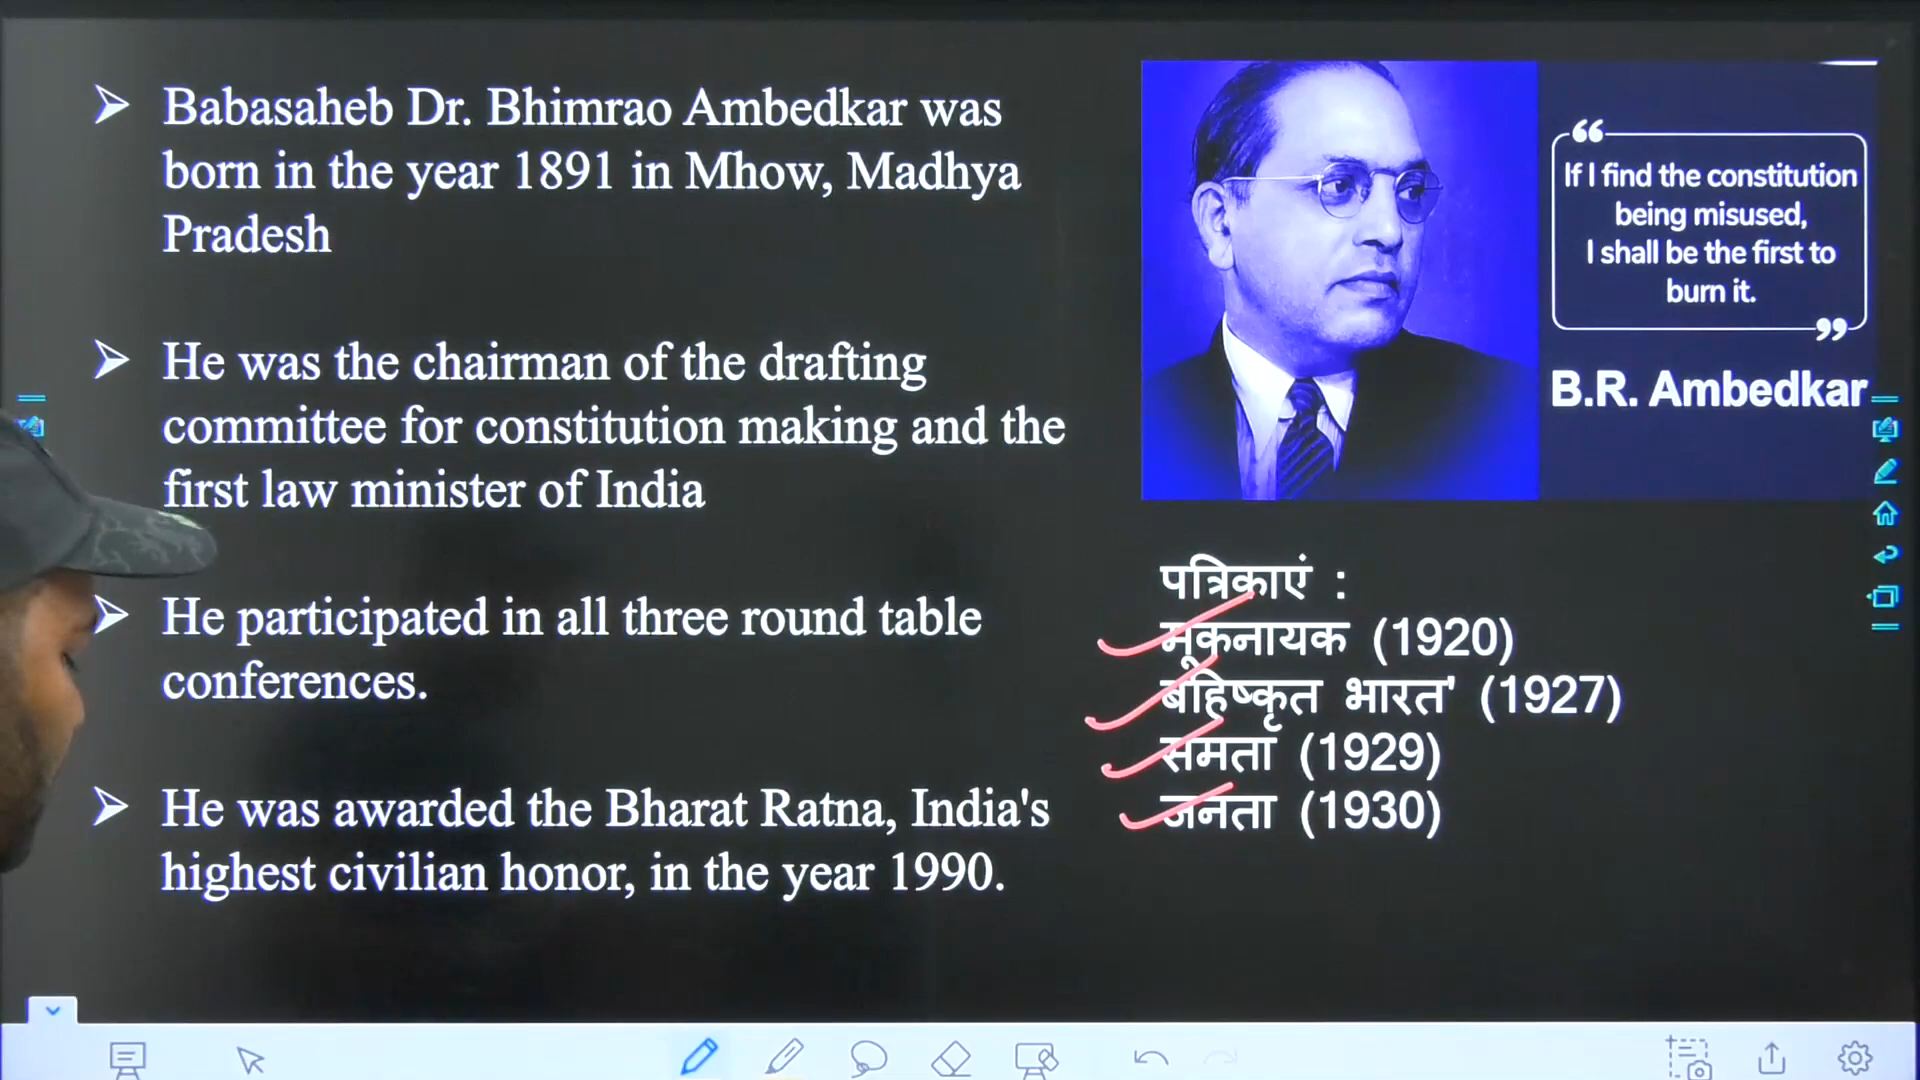 Babasaheb Dr. Bhimrao Ambedkar was
born in the year 1891 in Mhow, Madhya
Pradesh
He was the chairman of the drafting
committee for constitution making and the
first law minister of India
He participated in all three round table
conferences.
He was awarded the Bharat Ratna, India's
highest civilian honor, in the year 1990.
“
If I find the constitution
being misused,
I shall be the first to
burn it.
”
B.R. Ambedkar
पत्रिकाएं :
मूकनायक (1920)
बहिष्कृत भारत' (1927)
समता (1929)
जनता (1930)